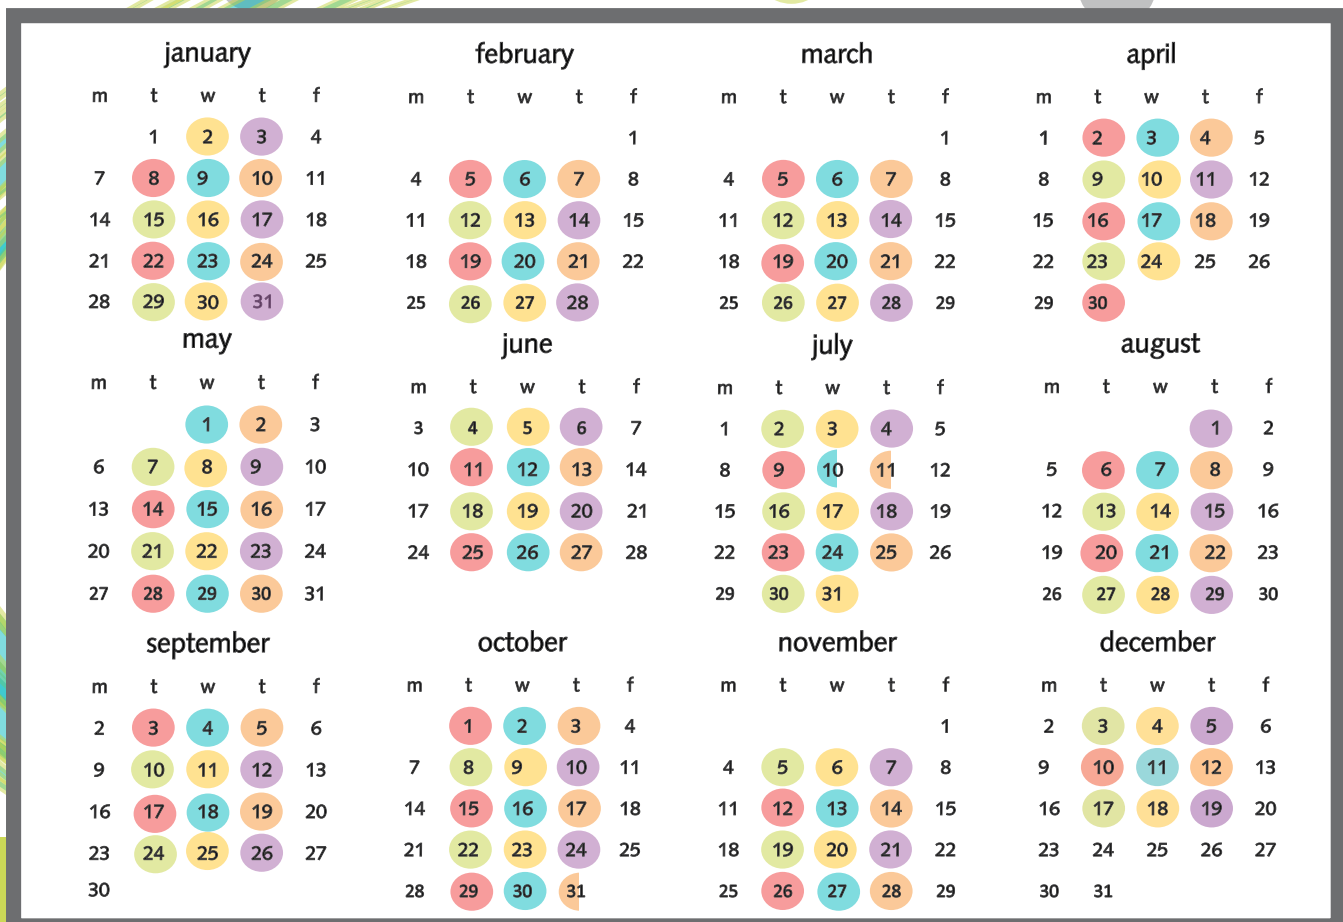 january february march april
m t w t f m t w t f m t w t f m t w t f
1 2 3 4 1 1 1 2 3 4 5
7 8 9 10 11 4 5 6 7 8 4 5 6 7 8 8 9 10 11 12
14 15 16 17 18 11 12 13 14 15 11 12 13 14 15 15 16 17 18 19
21 22 23 24 25 18 19 20 21 22 18 19 20 21 22 22 23 24 25 26
28 29 30 31 25 26 27 28 25 26 27 28 29 29 30
may june july august
m t w t f m t w t f m t w t f m t w t f
1 2 3 3 4 5 6 7 1 2 3 4 5 1 2
6 7 8 9 10 10 11 12 13 14 8 9 10 11 12 5 6 7 8 9
13 14 15 16 17 17 18 19 20 21 15 16 17 18 19 12 13 14 15 16
20 21 22 23 24 24 25 26 27 28 22 23 24 25 26 19 20 21 22 23
27 28 29 30 31 29 30 31 26 27 28 29 30
september october november december
m t w t f m t w t f m t w t f m t w t f
2 3 4 5 6 1 2 3 4 1 2 3 4 5 6
9 10 11 12 13 7 8 9 10 11 4 5 6 7 8 9 10 11 12 13
16 17 18 19 20 14 15 16 17 18 11 12 13 14 15 16 17 18 19 20
23 24 25 26 27 21 22 23 24 25 18 19 20 21 22 23 24 25 26 27
30 28 29 30 31 25 26 27 28 29 30 31